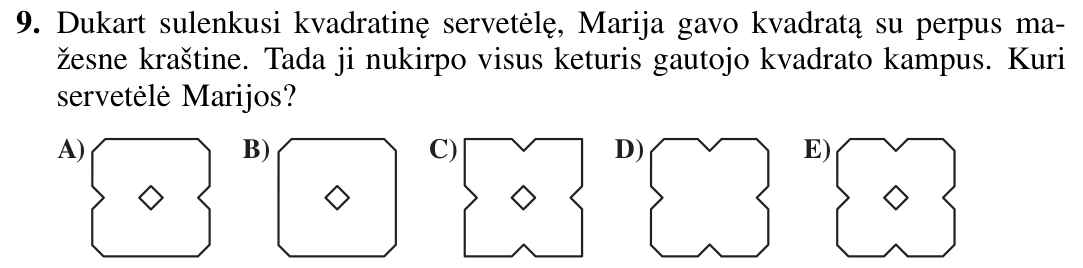 9. Dukart sulenkusi kvadratinę servetėlę, Marija gavo kvadratą su perpus ma-
žesne kraštine. Tada ji nukirpo visus keturis gautojo kvadrato kampus. Kuri
servetėlė Marijos?
A) B) C) D) E)